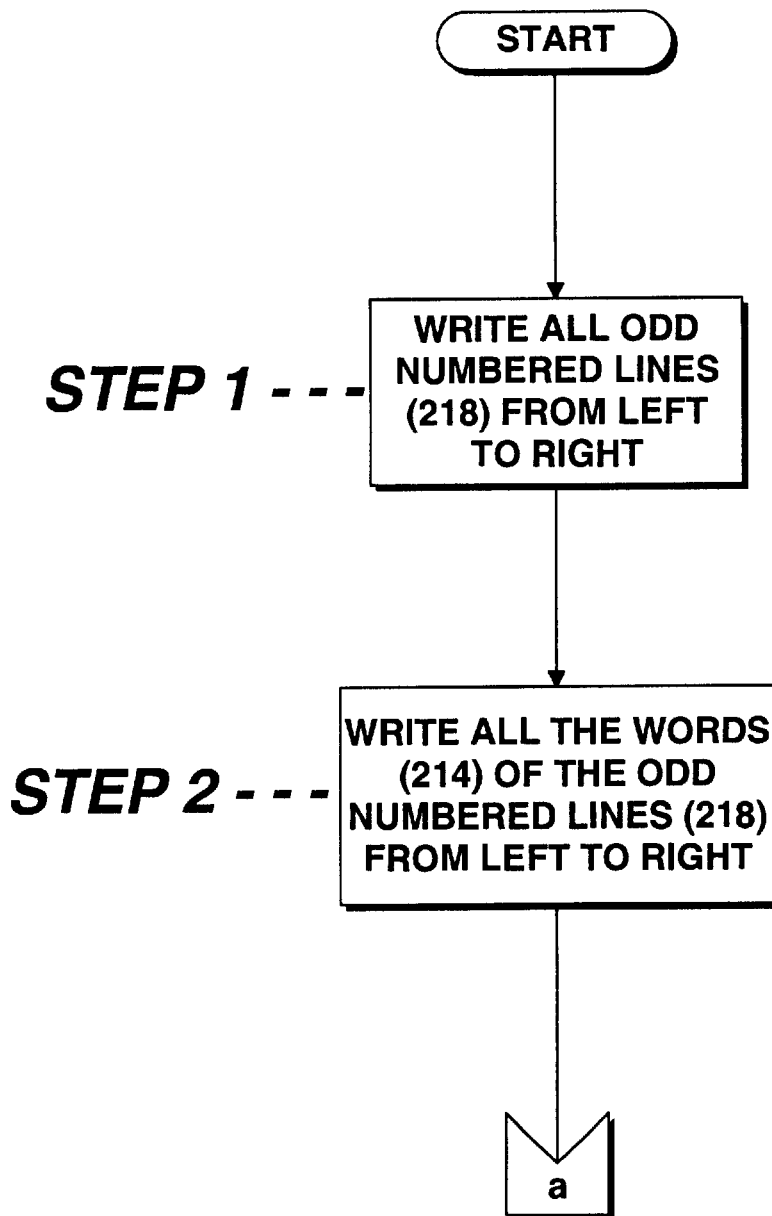 START
STEP 1 - - -
WRITE ALL ODD
NUMBERED LINES
(218) FROM LEFT
TO RIGHT
STEP 2 - - -
WRITE ALL THE WORDS
(214) OF THE ODD
NUMBERED LINES (218)
FROM LEFT TO RIGHT
a